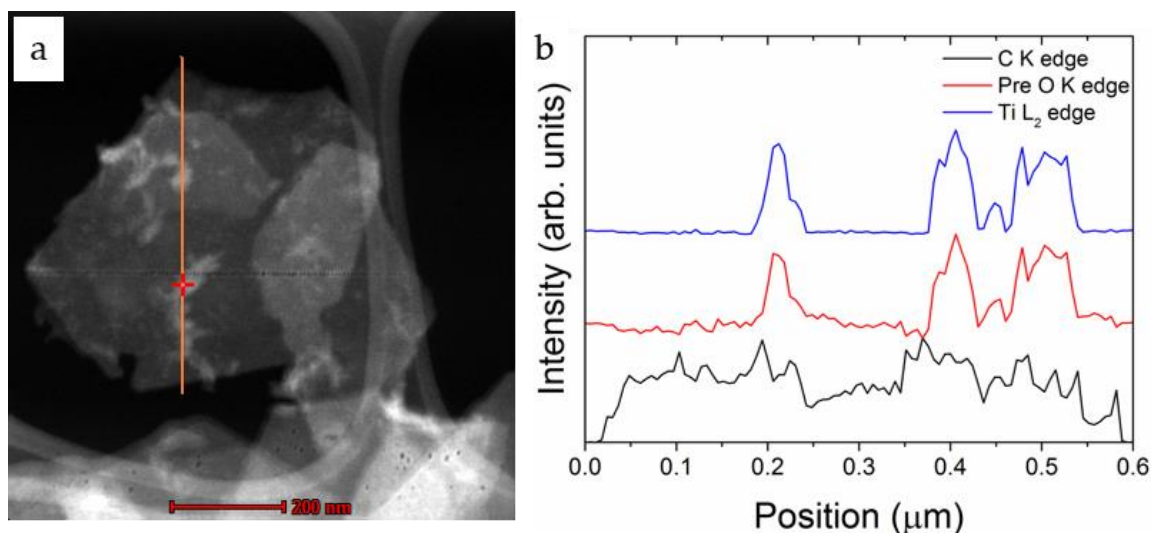 a
200 nm
b
C K edge
Pre O K edge
Ti L₂ edge
Intensity (arb. units)
0.0 0.1 0.2 0.3 0.4 0.5 0.6
Position (μm)